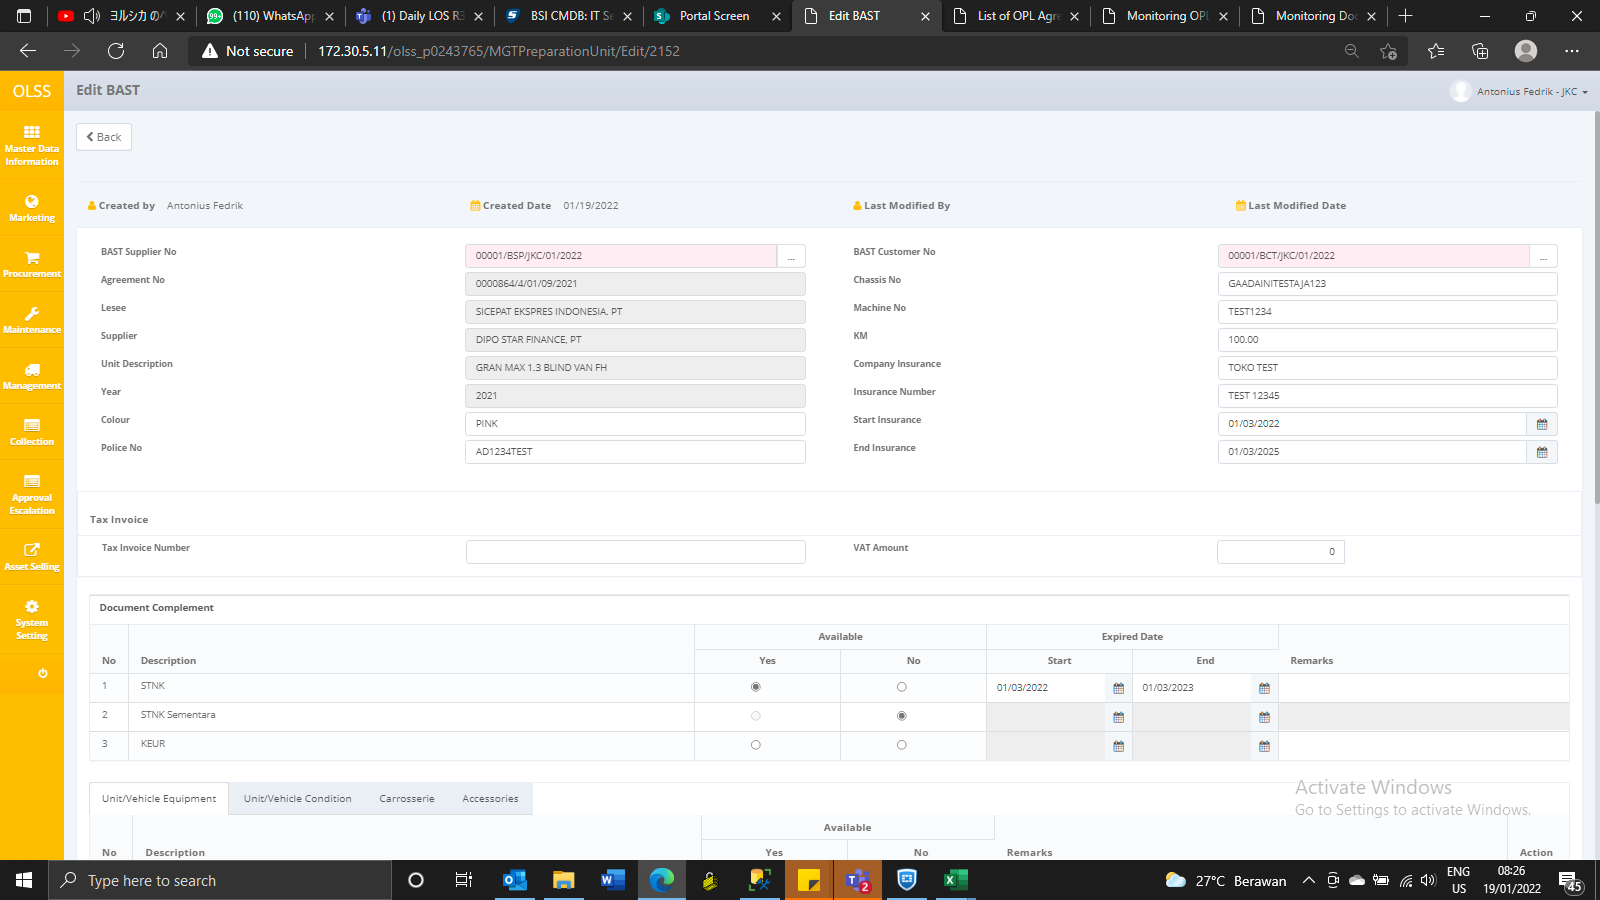 ヨルシカ の
(110) WhatsApp
(1) Daily LOS R3
BSI CMDB: IT Se
Portal Screen
Edit BAST
List of OPL Agre
Monitoring OPL
Monitoring Doc
Not secure
172.30.5.11/olss_p0243765/MGTPreparationUnit/Edit/2152
OLSS
Edit BAST
Antonius Fedrik - JKC
Back
Master Data
Information
Marketing
Procurement
Maintenance
Management
Collection
Approval
Escalation
Asset Selling
System
Setting
Created by Antonius Fedrik
Created Date 01/19/2022
Last Modified By
Last Modified Date
BAST Supplier No 00001/BSP/JKC/01/2022 ...
BAST Customer No 00001/BCT/JKC/01/2022 ...
Agreement No 0000864/4/01/09/2021
Chassis No GAADAINITESTAJA123
Lesee SICEPAT EKSPRES INDONESIA. PT
Machine No TEST1234
Supplier DIPO STAR FINANCE, PT
KM 100.00
Unit Description GRAN MAX 1.3 BLIND VAN FH
Company Insurance TOKO TEST
Year 2021
Insurance Number TEST 12345
Colour PINK
Start Insurance 01/03/2022
Police No AD1234TEST
End Insurance 01/03/2025
Tax Invoice
Tax Invoice Number
VAT Amount 0
Document Complement
Available Expired Date
No Description Yes No Start End Remarks
1 STNK 01/03/2022 01/03/2023
2 STNK Sementara
3 KEUR
Unit/Vehicle Equipment Unit/Vehicle Condition Carrosserie Accessories
Available
No Description Yes No Remarks Action
Activate Windows
Go to Settings to activate Windows.
Type here to search
2
27°C Berawan
ENG
US
08:26
19/01/2022
45